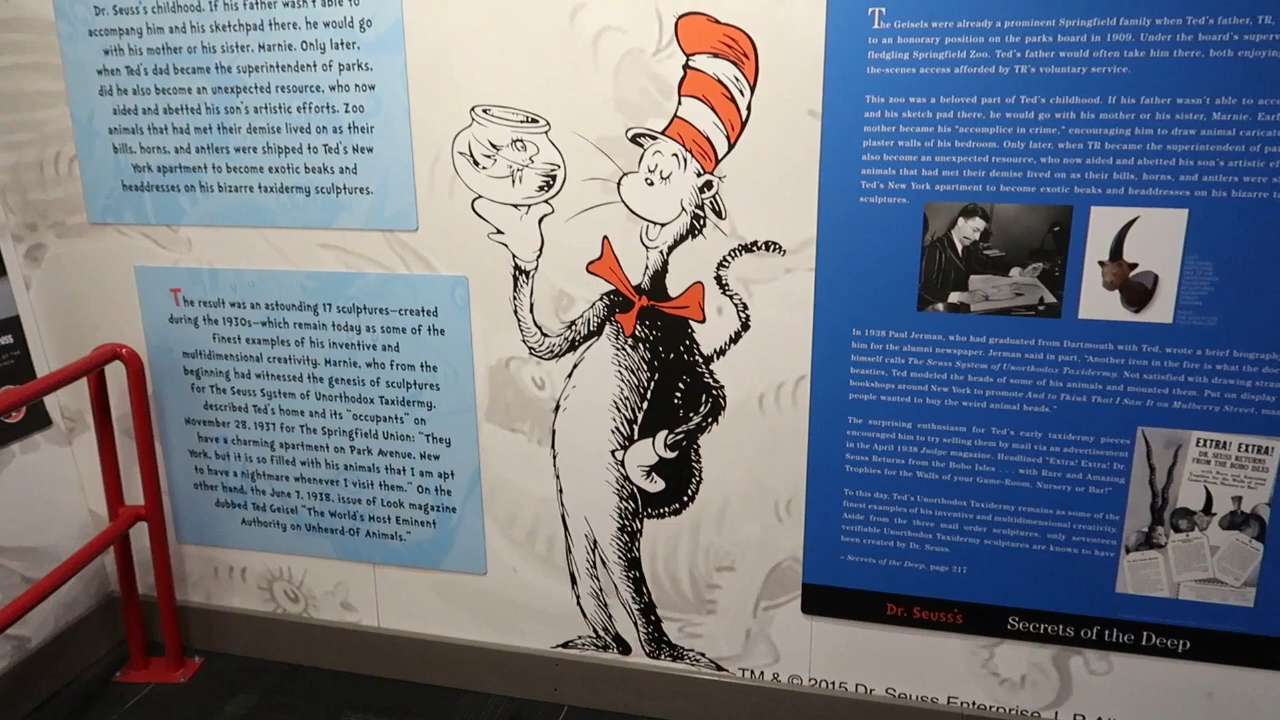 Dr. Seuss's childhood. If his father wasn't able to
accompany him and his sketchpad there, he would go
with his mother or his sister, Marnie. Only later,
when Ted's dad became the superintendent of parks,
did he also become an unexpected resource, who now
aided and abetted his son's artistic efforts. Zoo
animals that had met their demise lived on as their
bills, horns, and antlers were shipped to Ted's New
York apartment to become exotic beaks and
headdresses on his bizarre taxidermy sculptures.
The result was an astounding 17 sculptures—created
during the 1930s—which remain today as some of the
finest examples of his inventive and
multidimensional creativity. Marnie, who from the
beginning had witnessed the genesis of sculptures
for The Seuss System of Unorthodox Taxidermy,
described Ted's home and its "occupants" on
November 28, 1937 for The Springfield Union: "They
have a charming apartment on Park Avenue, New
York, but it is so filled with his animals that I am apt
to have a nightmare whenever I visit them." On the
other hand, the June 7, 1938, issue of Look magazine
dubbed Ted Geisel "The World's Most Eminent
Authority on Unheard-Of Animals."
The Geisels were already a prominent Springfield family when Ted's father, TR,
to an honorary position on the parks board in 1909. Under the board's
fledgling Springfield Zoo. Ted's father would often take him there, both enjoying
the-scenes access afforded by TR's voluntary service.
This zoo was a beloved part of Ted's childhood. If his father wasn't able to
and his sketch pad there, he would go with his mother or his sister, Marnie.
mother became his "accomplice in crime," encouraging him to draw animal
plaster walls of his bedroom. Only later, when TR became the superintendent of
also become an unexpected resource, who now aided and abetted his son's artistic
animals that had met their demise lived on as their bills, horns, and antlers were
Ted's New York apartment to become exotic beaks and headdresses on his bizarre
sculptures.
In 1938 Paul Jerman, who had graduated from Dartmouth with Ted, wrote a brief
him for the alumni newspaper. Jerman said in part, "Another iron in the fire is what the
himself calls The Seuss System of Unorthodox Taxidermy. Not satisfied with drawing
beasties, Ted modeled the heads of some of his animals and mounted them. Put on display
bookshops around New York to promote And to Think That I Saw It on Mulberry Street,
people wanted to buy the weird animal heads."
The surprising enthusiasm for Ted's early taxidermy pieces
encouraged him to try selling them by mail via an advertisement
in the April 1938 Judge magazine. Headlined "Extra! Extra! Dr.
Seuss Returns from the Bobo Isles . . . with Rare and Amazing
Trophies for the Walls of your Game-Room, Nursery or Bar!"
To this day, Ted's Unorthodox Taxidermy remains as some of the
finest examples of his inventive and multidimensional creativity.
Aside from the three mail order sculptures, only seventeen
verifiable Unorthodox Taxidermy sculptures are known to have
been created by Dr. Seuss.
– Secrets of the Deep, page 217
EXTRA! EXTRA!
DR. SEUSS RETURNS
FROM THE BOBO ISLES
Dr. Seuss's Secrets of the Deep
TM & © 2015 Dr. Seuss Enterprise